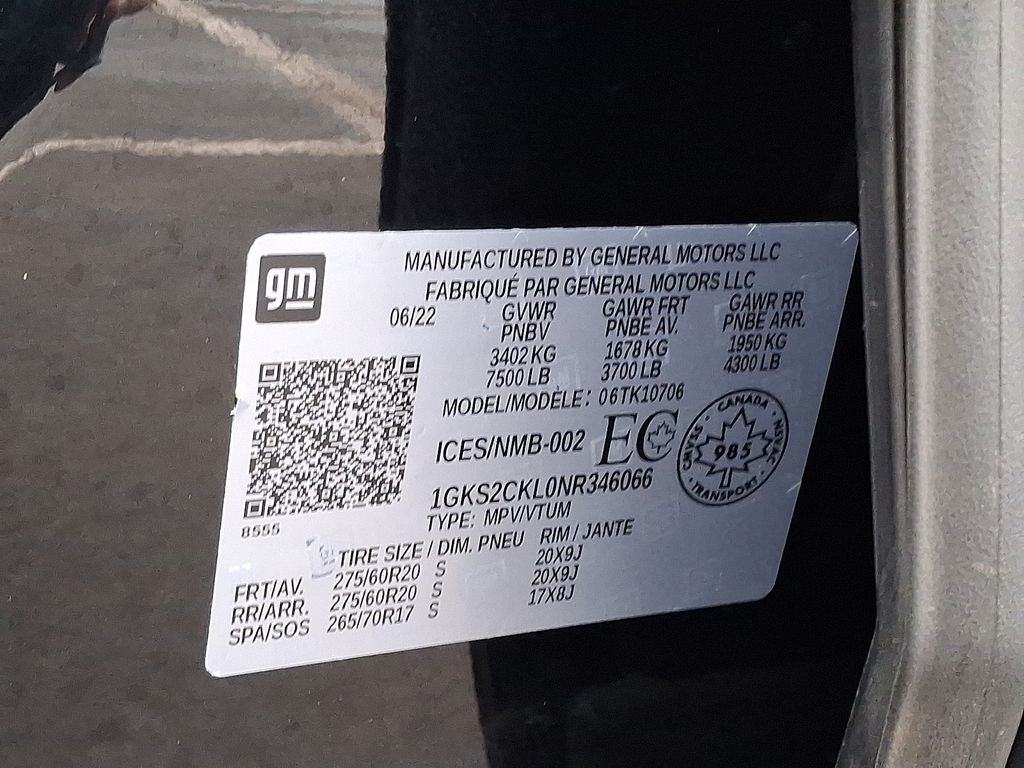 gm
MANUFACTURED BY GENERAL MOTORS LLC
FABRIQUÉ PAR GENERAL MOTORS LLC
06/22 GVWR GAWR FRT GAWR RR
PNBV PNBE AV. PNBE ARR.
3402 KG 1678 KG 1950 KG
7500 LB 3700 LB 4300 LB
MODEL/MODÈLE: 06TK10706
ICES/NMB-002 EC
CANADA
985
TRANSPORT
1GKS2CKL0NR346066
TYPE: MPV/VTUM
8555
TIRE SIZE / DIM. PNEU RIM / JANTE
FRT/AV. 275/60R20 S 20X9J
RR/ARR. 275/60R20 S 20X9J
SPA/SOS 265/70R17 S 17X8J